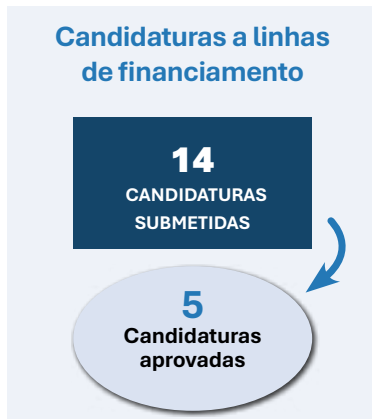 Candidaturas a linhas
de financiamento
14
CANDIDATURAS
SUBMETIDAS
5
Candidaturas
aprovadas